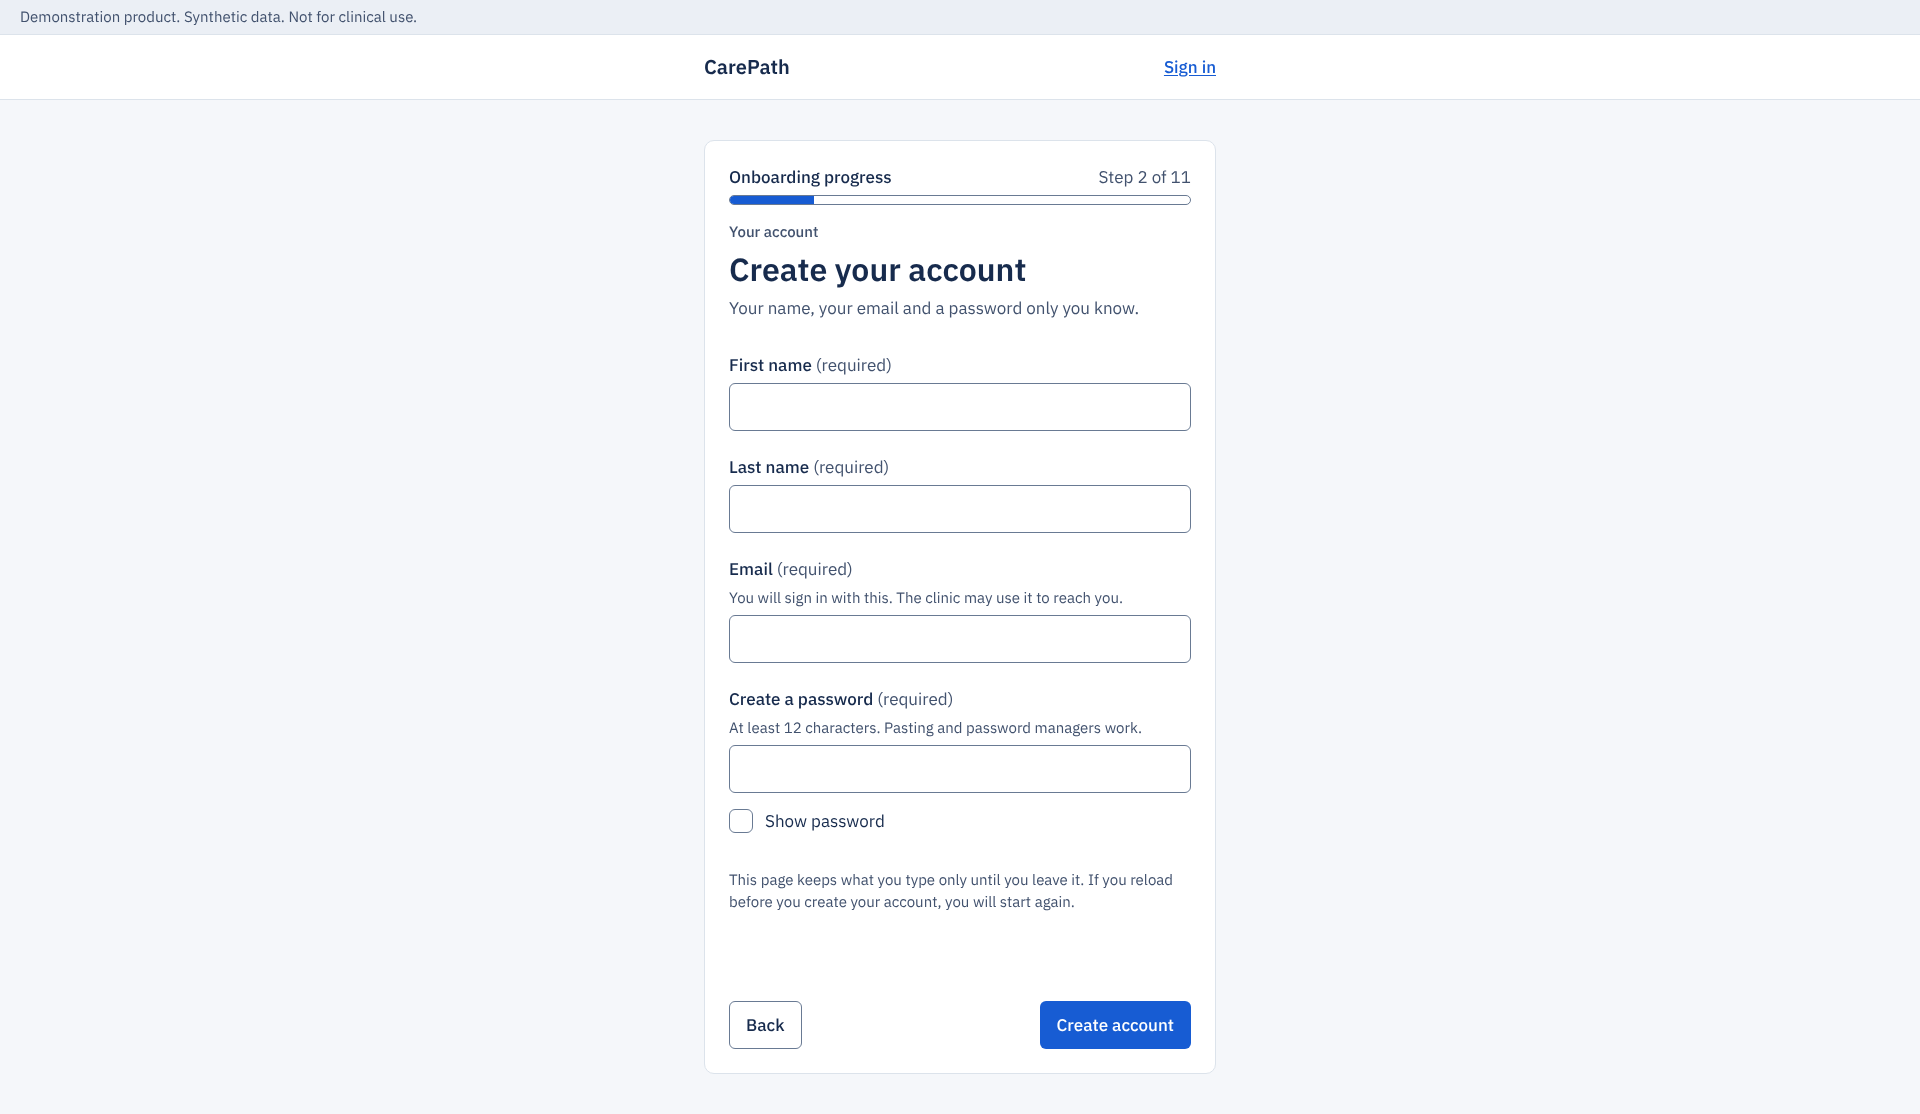 Demonstration product. Synthetic data. Not for clinical use.
CarePath
Sign in
Onboarding progress
Step 2 of 11
Your account
Create your account
Your name, your email and a password only you know.
First name (required)
Last name (required)
Email (required)
You will sign in with this. The clinic may use it to reach you.
Create a password (required)
At least 12 characters. Pasting and password managers work.
Show password
This page keeps what you type only until you leave it. If you reload
before you create your account, you will start again.
Back
Create account